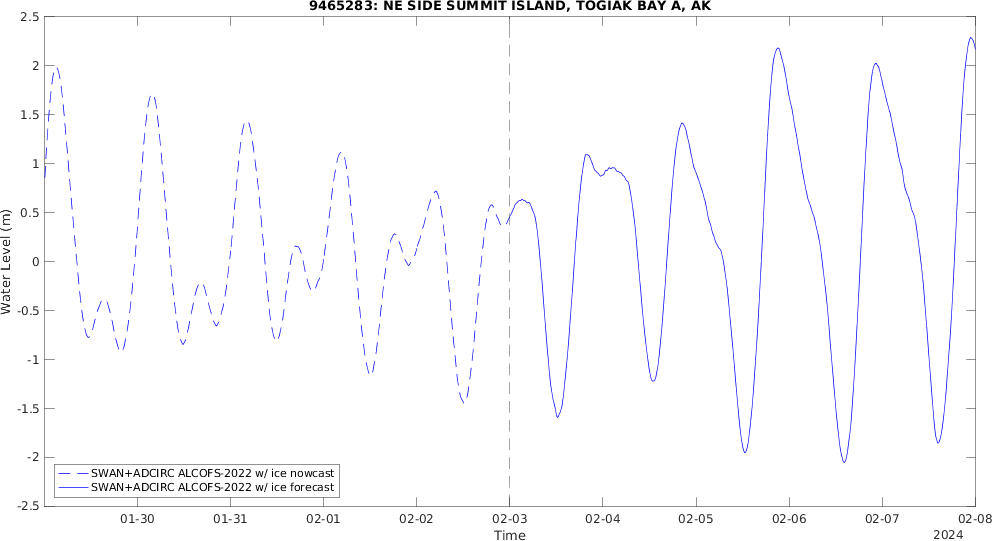 9465283: NE SIDE SUMMIT ISLAND, TOGIAK BAY A, AK
2.5
2
1.5
1
0.5
0
-0.5
-1
-1.5
-2
-2.5
Water Level (m)
SWAN+ADCIRC ALCOFS-2022 w/ ice nowcast
SWAN+ADCIRC ALCOFS-2022 w/ ice forecast
01-30 01-31 02-01 02-02 02-03 02-04 02-05 02-06 02-07 02-08
Time
2024